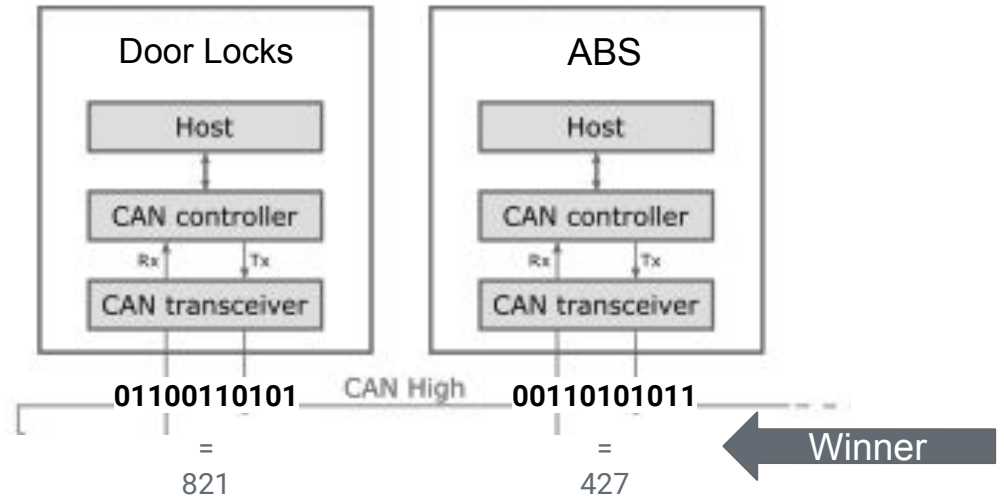 Door Locks
Host
CAN controller
Rx
Tx
CAN transceiver
ABS
Host
CAN controller
Rx
Tx
CAN transceiver
01100110101
CAN High
00110101011
=
821
=
427
Winner